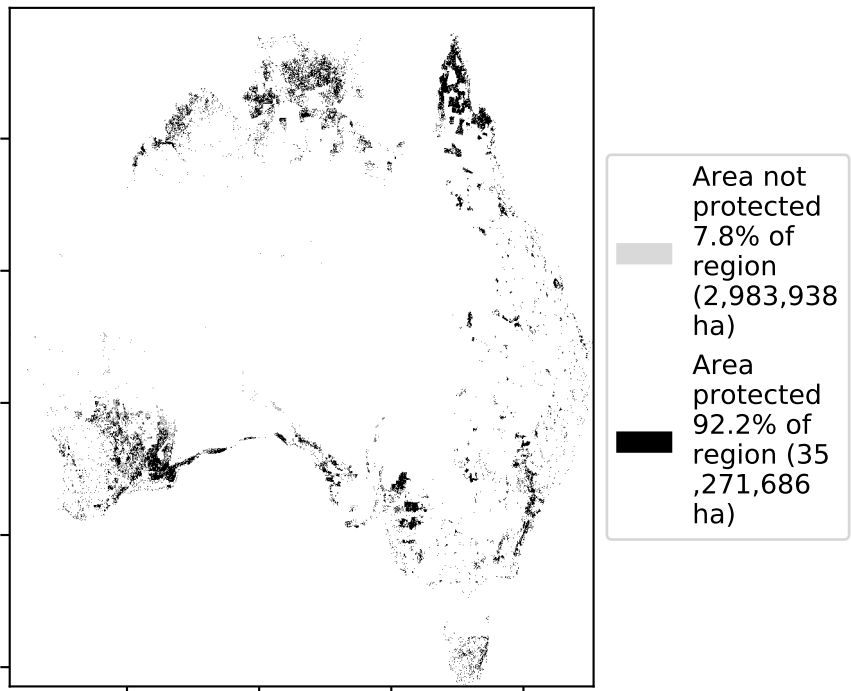 Area not
protected
7.8% of
region
(2,983,938
ha)
Area
protected
92.2% of
region (35
,271,686
ha)